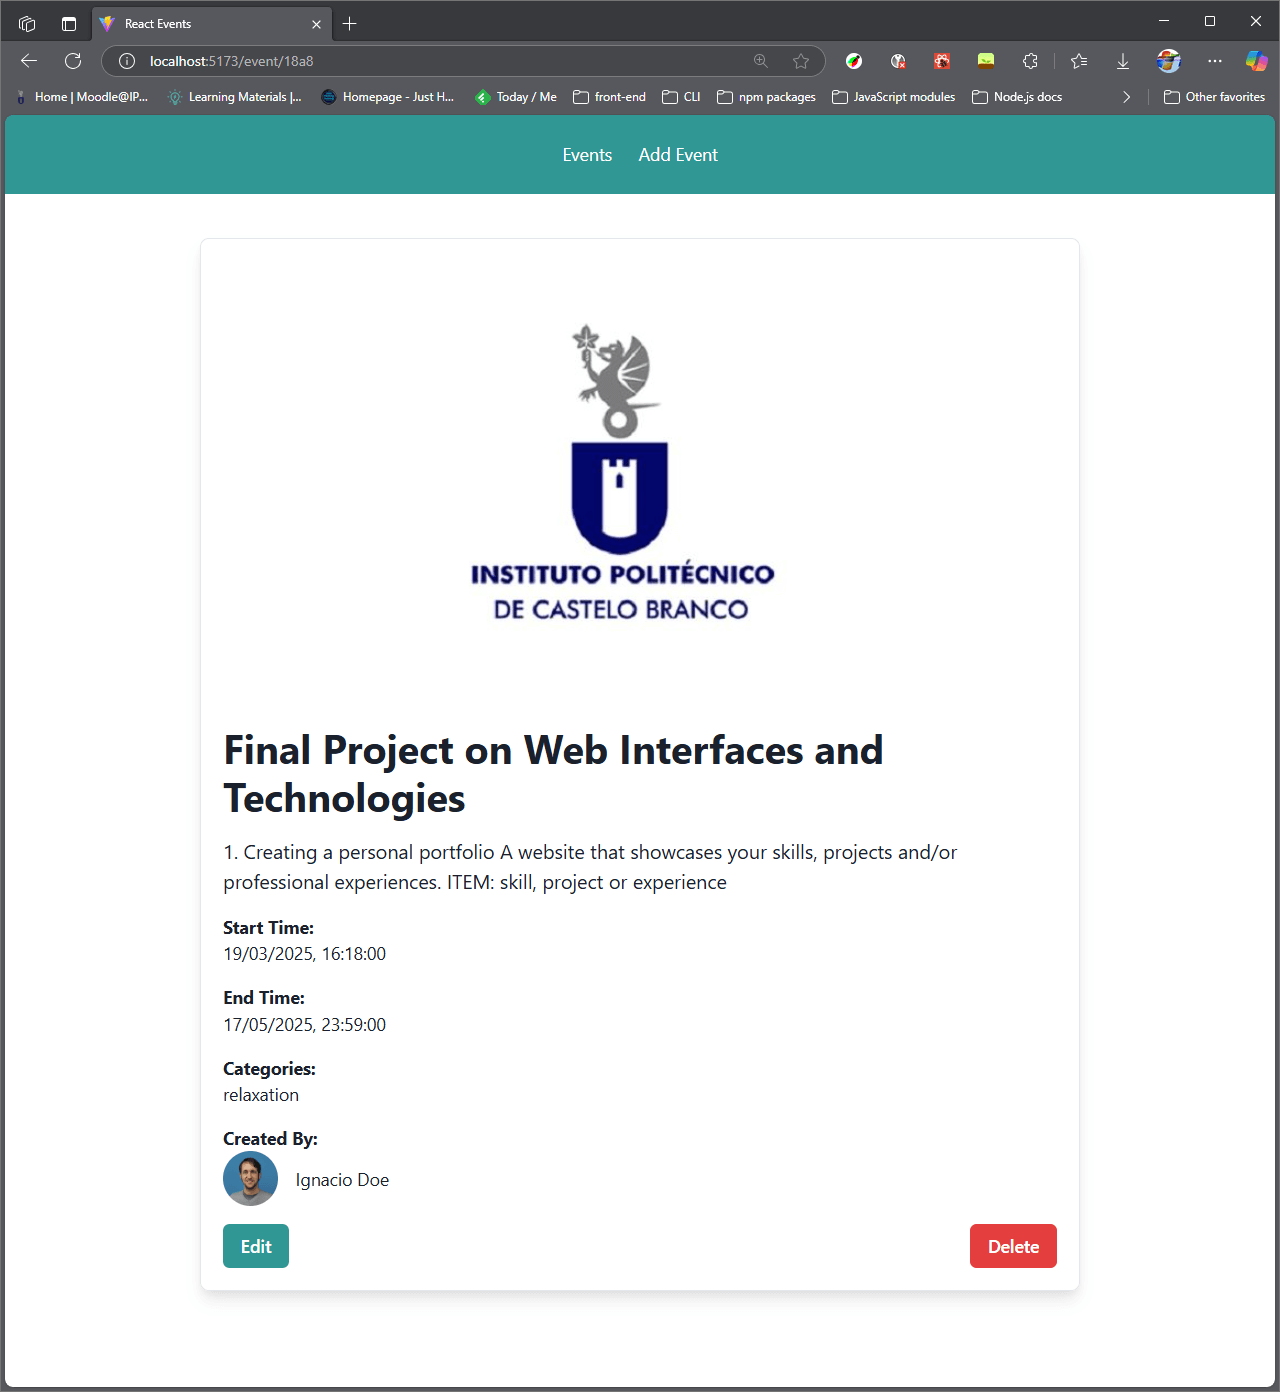 React Events
localhost:5173/event/18a8
Home | Moodle@IP...
Learning Materials |...
Homepage - Just H...
Today / Me
front-end
CLI
npm packages
JavaScript modules
Node.js docs
Other favorites
Events
Add Event
INSTITUTO POLITÉCNICO
DE CASTELO BRANCO
Final Project on Web Interfaces and
Technologies
1. Creating a personal portfolio A website that showcases your skills, projects and/or
professional experiences. ITEM: skill, project or experience
Start Time:
19/03/2025, 16:18:00
End Time:
17/05/2025, 23:59:00
Categories:
relaxation
Created By:
Ignacio Doe
Edit
Delete